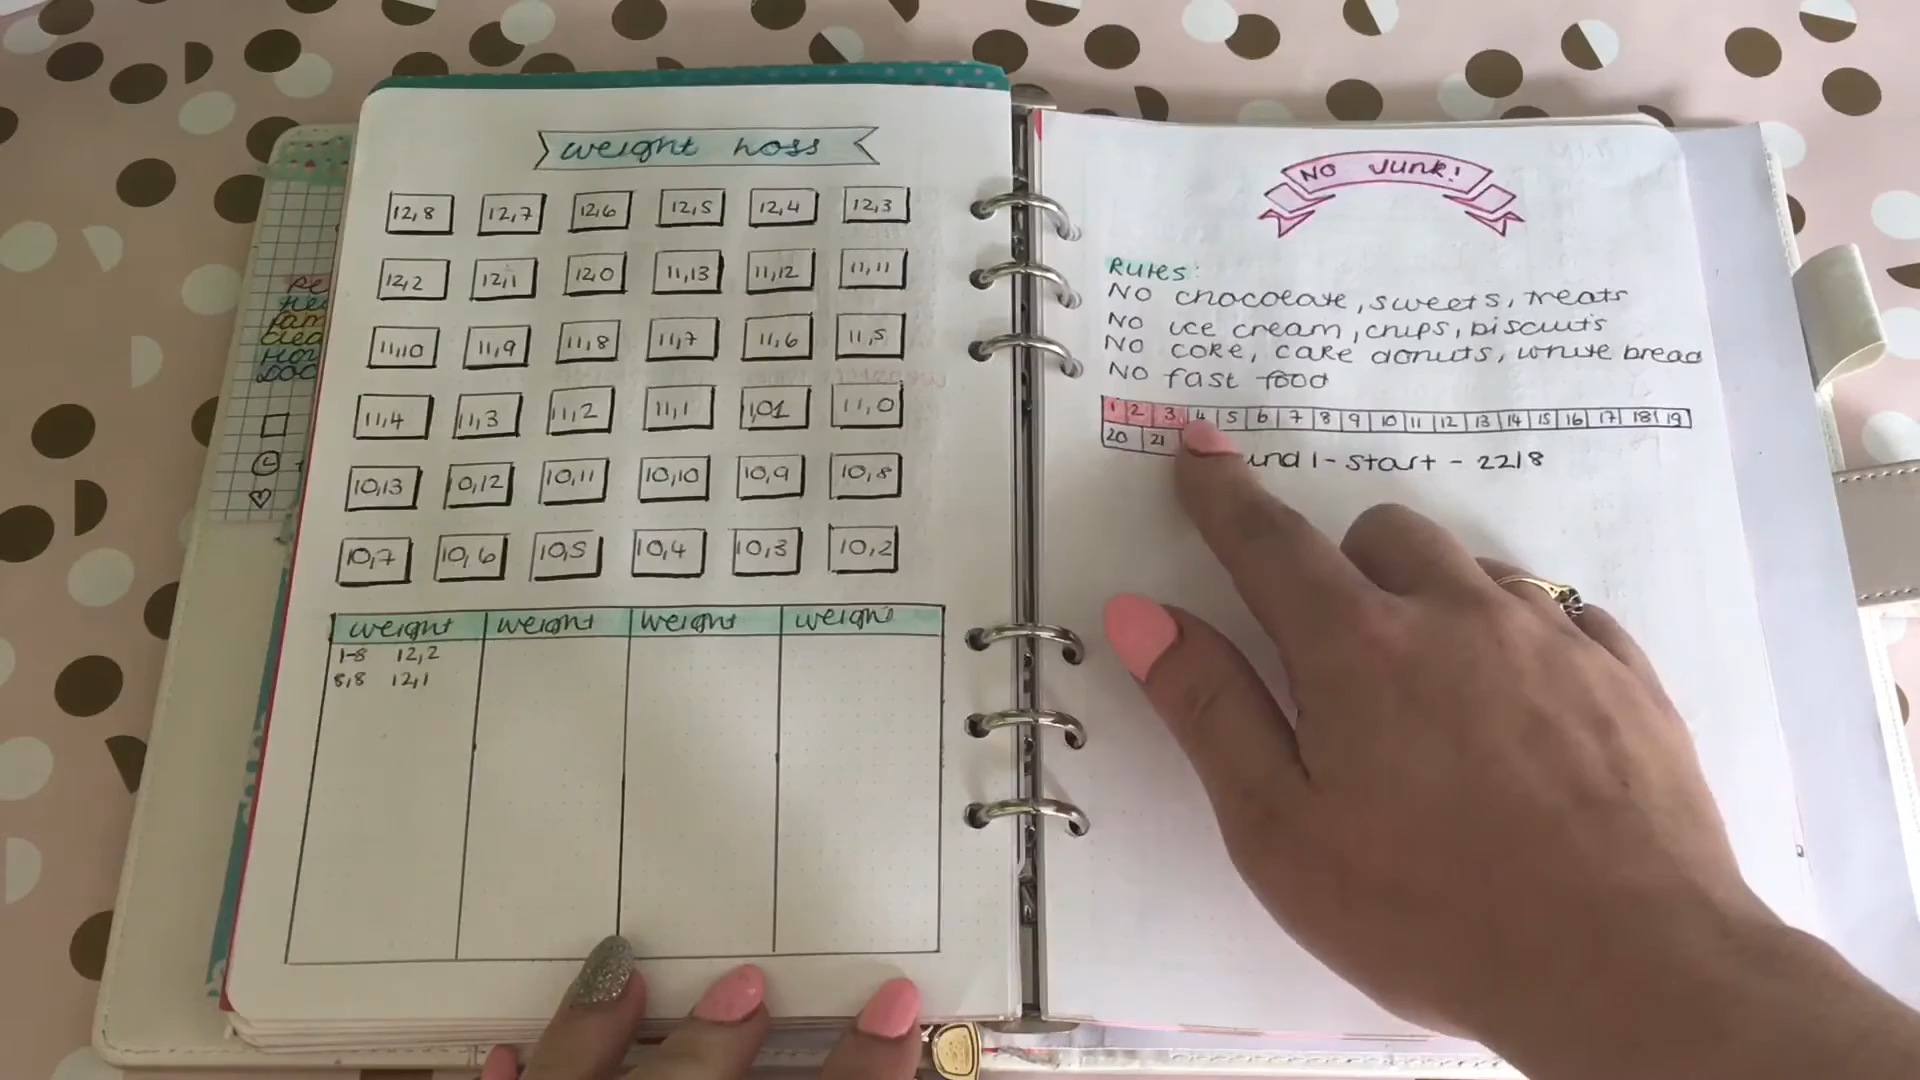 weight hoss
12,8 12,7 12,6 12,5 12,4 12,3
12,2 12,1 12,0 11,13 11,12 11,11
11,10 11,9 11,8 11,7 11,6 11,5
11,4 11,3 11,2 11,1 1,01 11,0
10,13 10,12 10,11 10,10 10,9 10,8
10,7 10,6 10,5 10,4 10,3 10,2
weight weight weight weight
1-8 12,2
8,8 12,1
NO JUNK!
Rules:
NO chocolate, sweets, treats
NO ice cream, chips, biscuits
NO coke, cake donuts, white bread
NO fast food
1 2 3 4 5 6 7 8 9 10 11 12 13 14 15 16 17 18 19
20 21
und 1 - start - 22/8